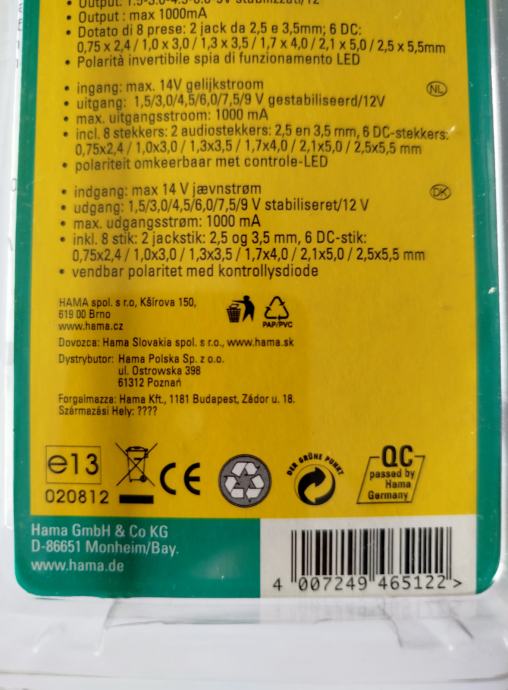 • Output: 1.5-3.0-4.5-6.0-9V stabilizzati/12
• Output : max 1000mA
• Dotato di 8 prese: 2 jack da 2,5 e 3,5mm; 6 DC:
0,75 x 2,4 / 1,0 x 3,0 / 1,3 x 3,5 / 1,7 x 4,0 / 2,1 x 5,0 / 2,5 x 5,5mm
• Polarità invertibile spia di funzionamento LED
• ingang: max. 14V gelijkstroom
NL
• uitgang: 1,5/3,0/4,5/6,0/7,5/9 V gestabiliseerd/12V
• max. uitgangsstroom: 1000 mA
• incl. 8 stekkers: 2 audiostekkers: 2,5 en 3,5 mm, 6 DC-stekkers:
0,75x2,4 / 1,0x3,0 / 1,3x3,5 / 1,7x4,0 / 2,1x5,0 / 2,5x5,5 mm
• polariteit omkeerbaar met controle-LED
• indgang: max 14 V jævnstrøm
DK
• udgang: 1,5/3,0/4,5/6,0/7,5/9 V stabiliseret/12 V
• max. udgangsstrøm: 1000 mA
• inkl. 8 stik: 2 jackstik: 2,5 og 3,5 mm, 6 DC-stik:
0,75x2,4 / 1,0x3,0 / 1,3x3,5 / 1,7x4,0 / 2,1x5,0 / 2,5x5,5 mm
• vendbar polaritet med kontrollysdiode
HAMA spol. s r.o, Kšírova 150,
619 00 Brno
www.hama.cz
PAP/PVC
Dovozca: Hama Slovakia spol. s r.o., www.hama.sk
Dystrybutor: Hama Polska Sp. z o.o.
ul. Ostrowska 398
61312 Poznań
Forgalmazza: Hama Kft., 1181 Budapest, Zádor u. 18.
Származási Hely: ????
e13
020812
CE
DER GRÜNE PUNKT
QC
passed by
Hama
Germany
Hama GmbH & Co KG
D-86651 Monheim/Bay.
www.hama.de
4 007249 465122 >